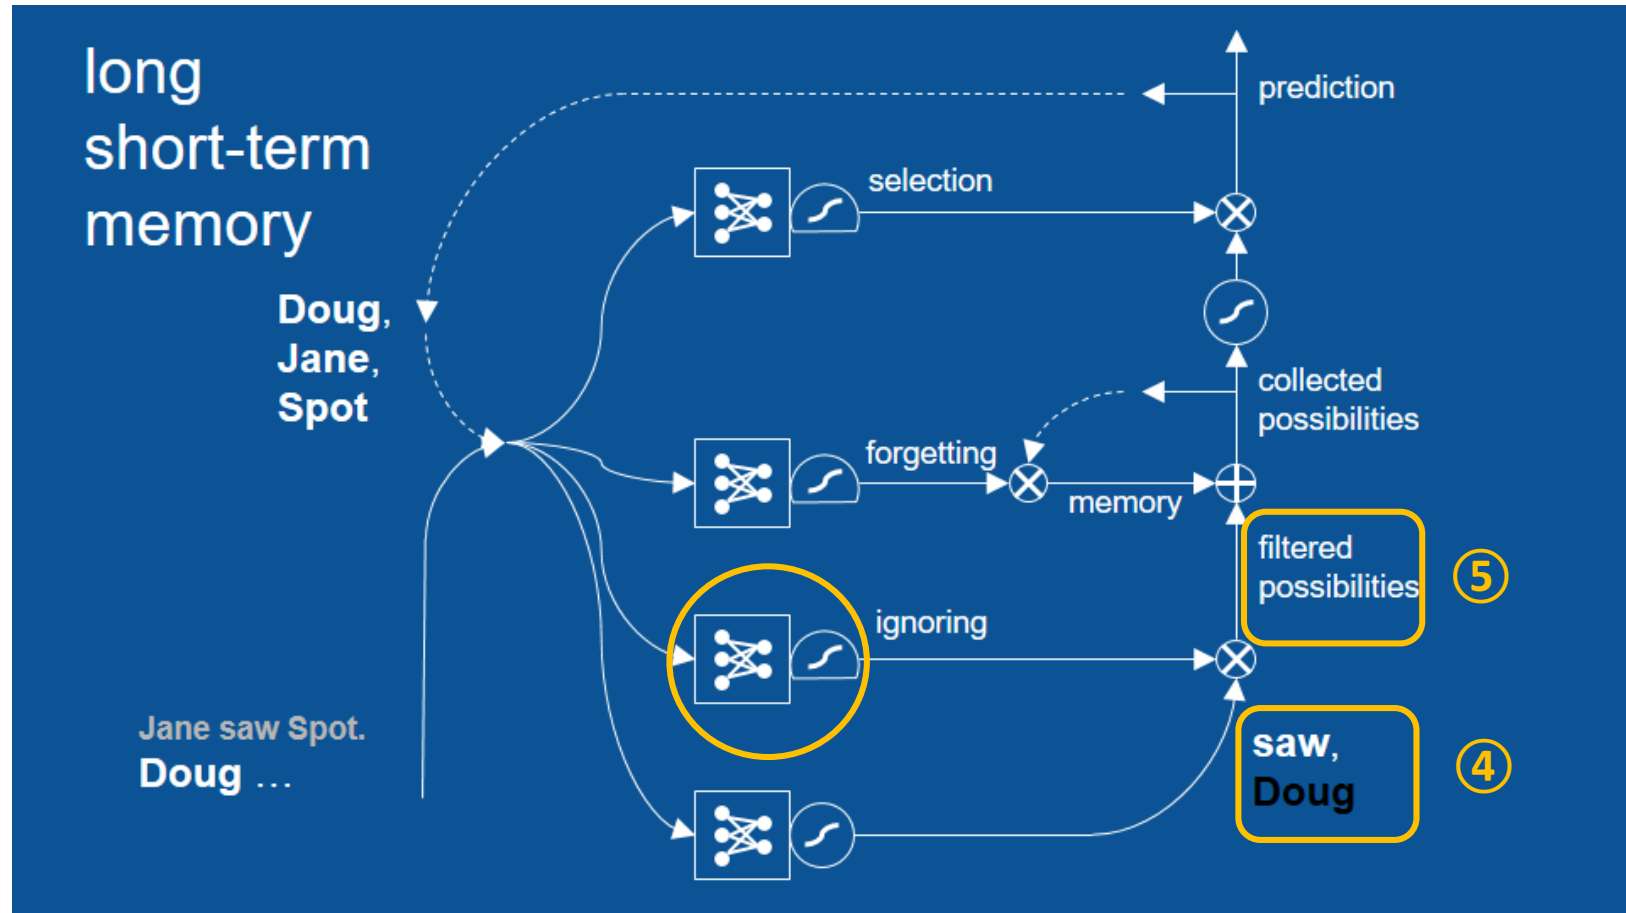 long
short-term
memory
prediction
selection
Doug,
Jane,
Spot
collected
possibilities
forgetting
memory
filtered
possibilities
⑤
ignoring
Jane saw Spot.
Doug ...
saw,
Doug
④